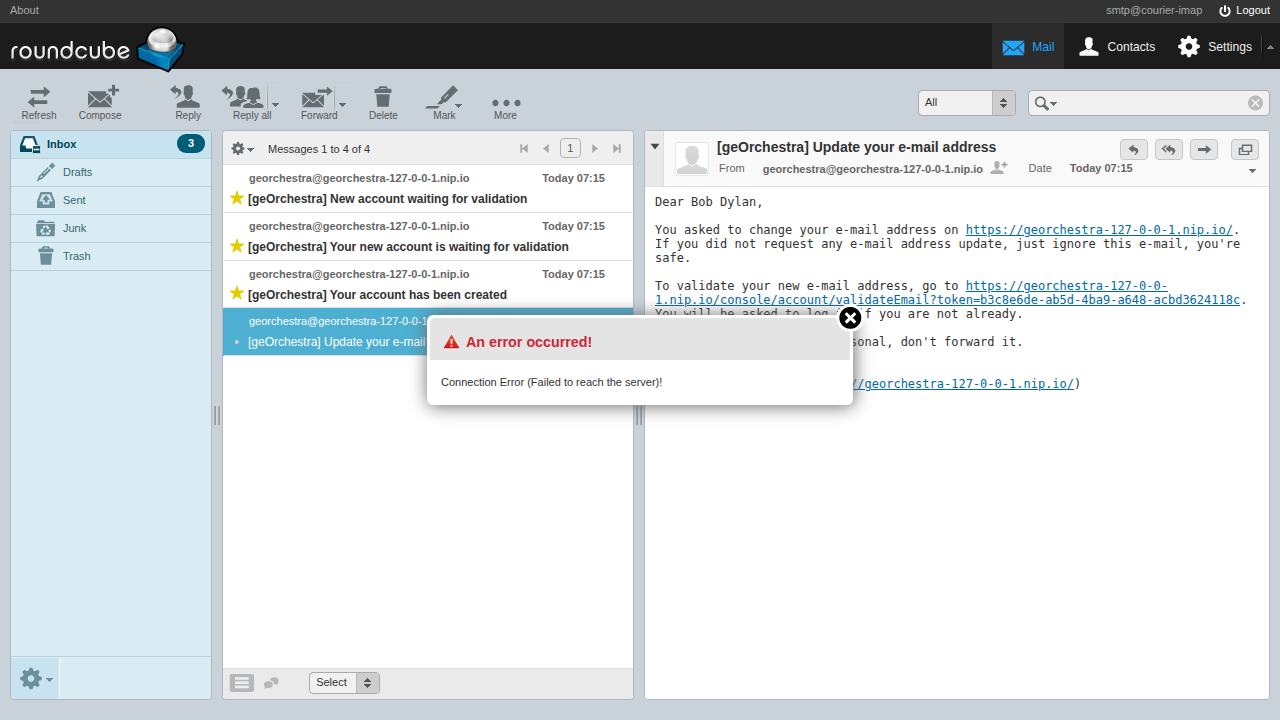 About
smtp@courier-imap
Logout
roundcube
Mail
Contacts
Settings
Refresh
Compose
Reply
Reply all
Forward
Delete
Mark
More
All
Inbox
3
Drafts
Sent
Junk
Trash
Messages 1 to 4 of 4
1
georchestra@georchestra-127-0-0-1.nip.io Today 07:15
[geOrchestra] New account waiting for validation
georchestra@georchestra-127-0-0-1.nip.io Today 07:15
[geOrchestra] Your new account is waiting for validation
georchestra@georchestra-127-0-0-1.nip.io Today 07:15
[geOrchestra] Your account has been created
georchestra@georchestra-127-0-0-1
[geOrchestra] Update your e-mail
Select
[geOrchestra] Update your e-mail address
From georchestra@georchestra-127-0-0-1.nip.io Date Today 07:15
Dear Bob Dylan,
You asked to change your e-mail address on https://georchestra-127-0-0-1.nip.io/.
If you did not request any e-mail address update, just ignore this e-mail, you're
safe.
To validate your new e-mail address, go to https://georchestra-127-0-0-
1.nip.io/console/account/validateEmail?token=b3c8e6de-ab5d-4ba9-a648-acbd3624118c.
You will be asked to log in if you are not already.
sonal, don't forward it.
//georchestra-127-0-0-1.nip.io/)
An error occurred!
Connection Error (Failed to reach the server)!